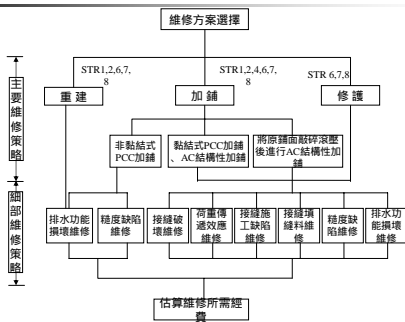 維修方案選擇
STR1,2,6,7,
8
STR1,2,4,6,7,
8
STR 6,7,8
主要維修策略
重建
加鋪
修護
非黏結式
PCC加鋪
黏結式PCC加鋪
、AC結構性加鋪
將原鋪面敲碎滾壓
後進行AC結構性加
鋪
細部維修策略
排水功能
損壞維修
糙度缺陷
維修
接縫破
壞維修
荷重傳
遞效應
維修
接縫施
工缺陷
維修
接縫填
縫料維
修
糙度缺
陷維修
排水功
能損壞
維修
估算維修所需經
費